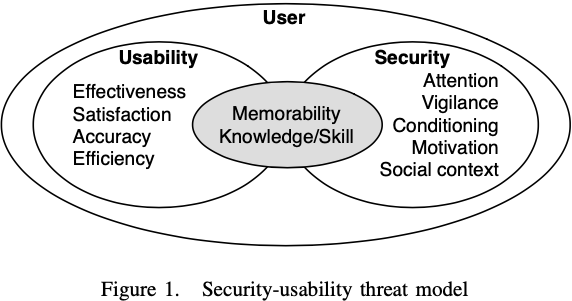 User
Usability
Effectiveness
Satisfaction
Accuracy
Efficiency
Memorability
Knowledge/Skill
Security
Attention
Vigilance
Conditioning
Motivation
Social context
Figure 1. Security-usability threat model